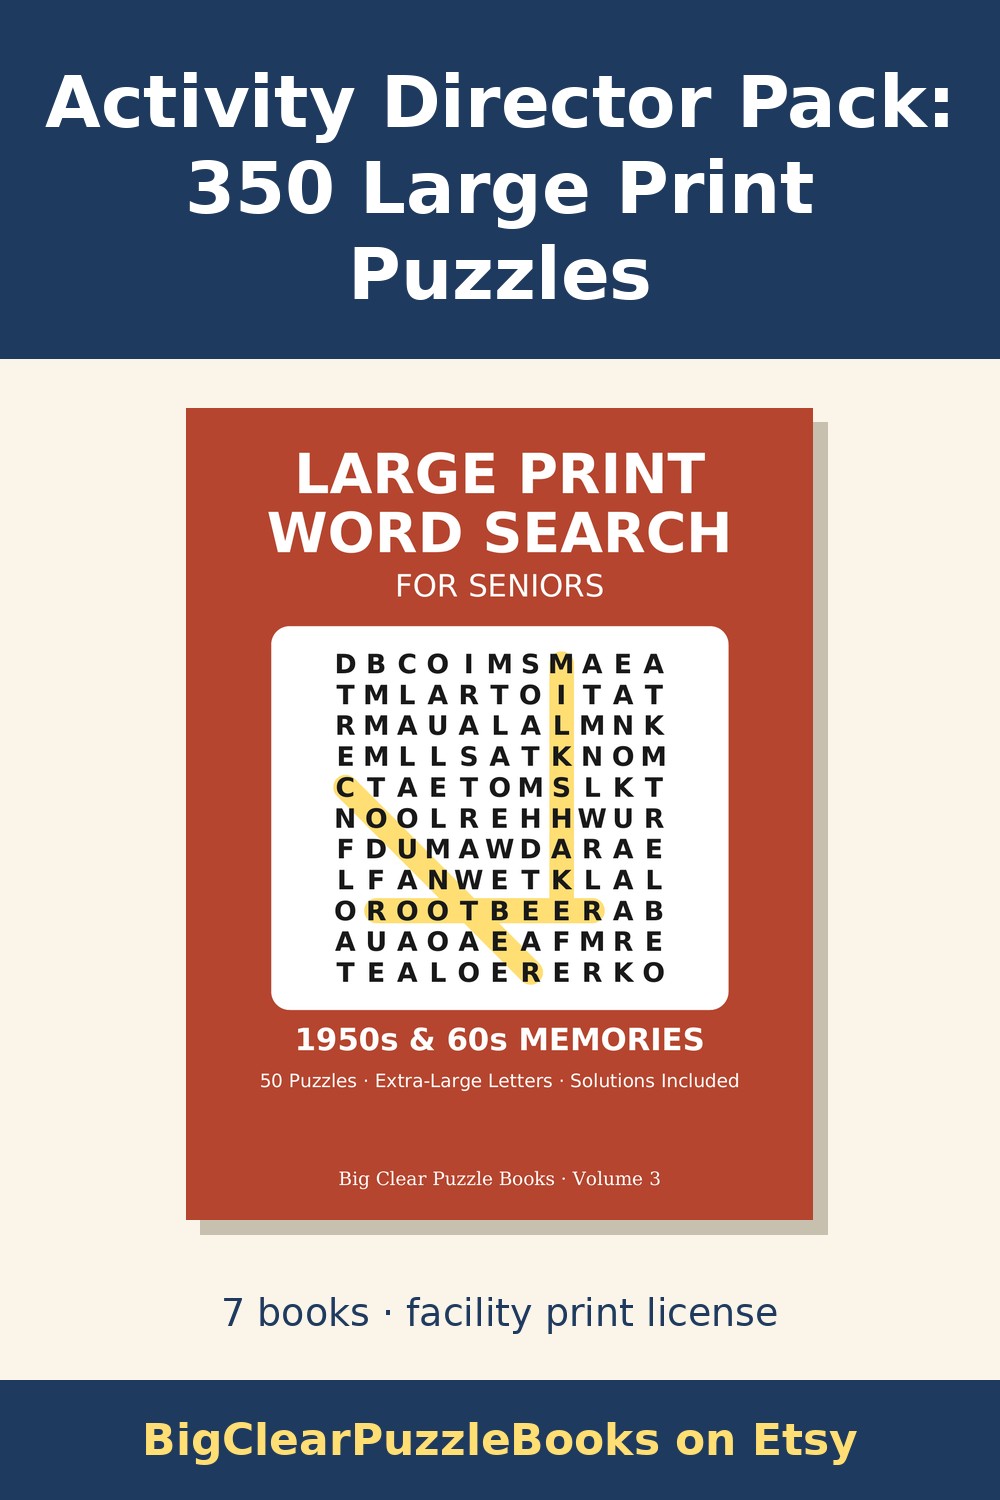 Activity Director Pack:
350 Large Print
Puzzles
LARGE PRINT
WORD SEARCH
FOR SENIORS
D B C O I M S M A E A
T M L A R T O I T A T
R M A U A L A L M N K
E M L L S A T K N O M
C T A E T O M S L K T
N O O L R E H H W U R
F D U M A W D A R A E
L F A N W E T K L A L
O R O O T B E E R A B
A U A O A E A F M R E
T E A L O E R E R K O
1950s & 60s MEMORIES
50 Puzzles · Extra-Large Letters · Solutions Included
Big Clear Puzzle Books · Volume 3
7 books · facility print license
BigClearPuzzleBooks on Etsy